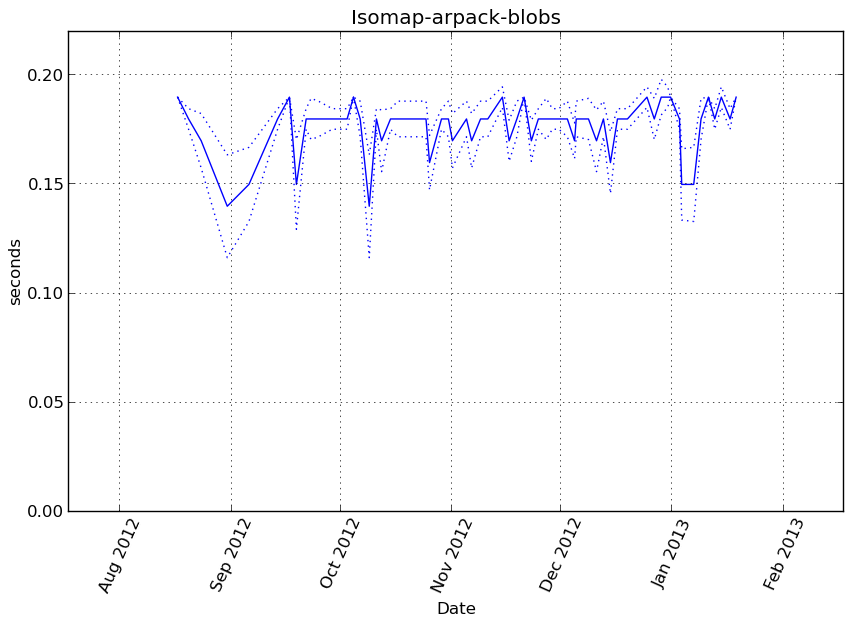 Isomap-arpack-blobs
0.20
0.15
0.10
0.05
0.00
seconds
Aug 2012
Sep 2012
Oct 2012
Nov 2012
Dec 2012
Jan 2013
Feb 2013
Date